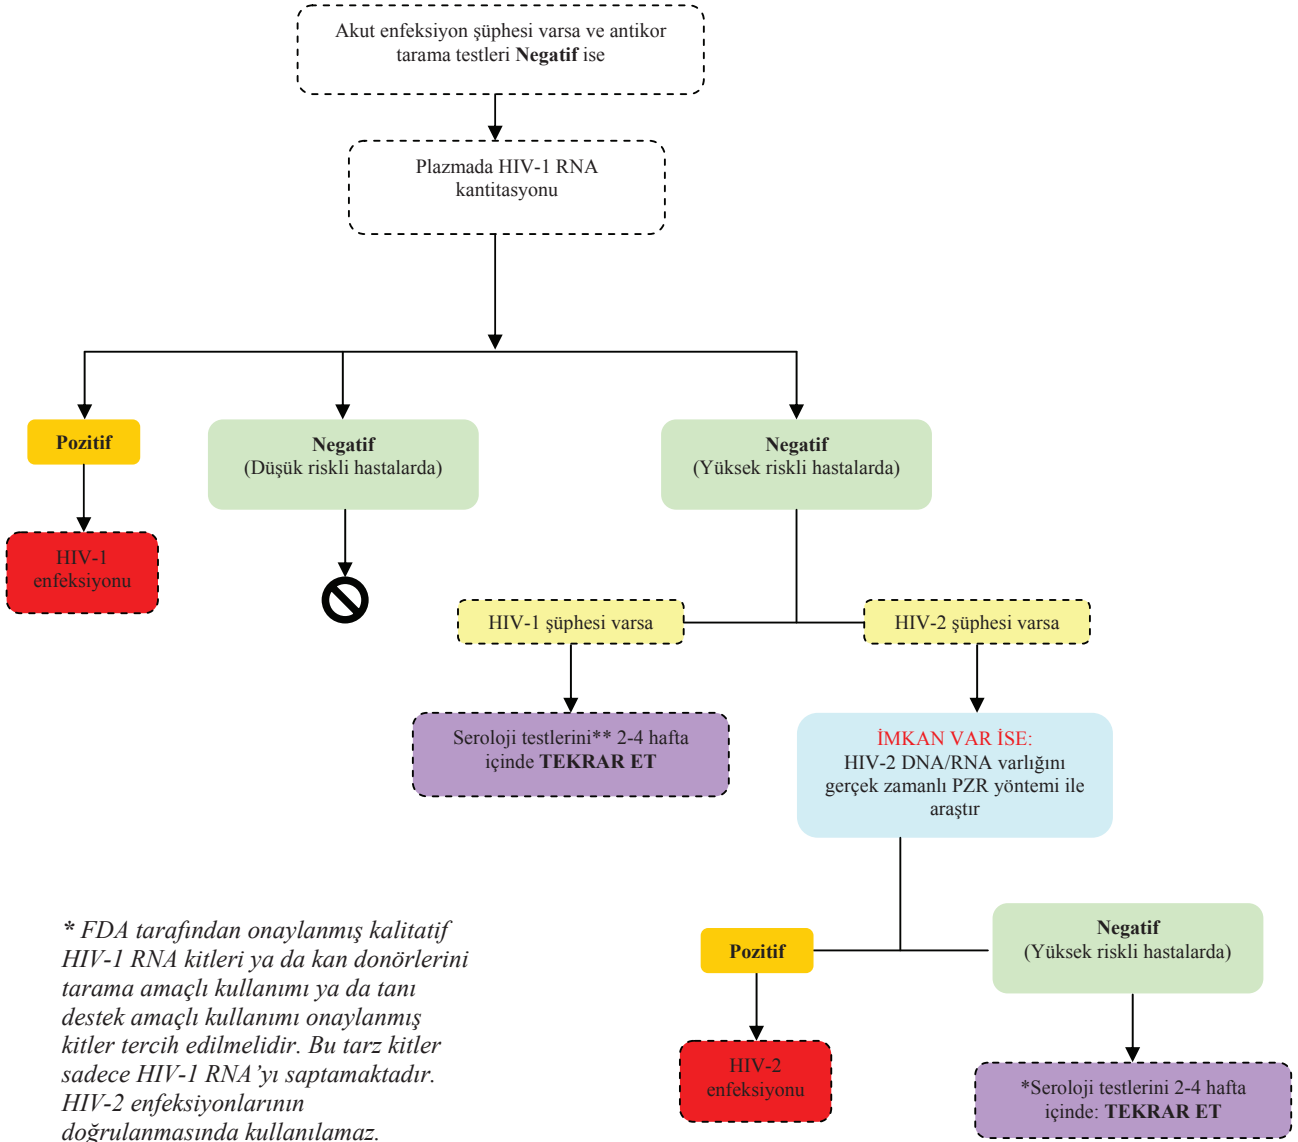 Akut enfeksiyon şüphesi varsa ve antikor
tarama testleri Negatif ise
Plazmada HIV-1 RNA
kantitasyonu
Pozitif
Negatif
(Düşük riskli hastalarda)
Negatif
(Yüksek riskli hastalarda)
HIV-1
enfeksiyonu
HIV-1 şüphesi varsa
HIV-2 şüphesi varsa
Seroloji testlerini** 2-4 hafta
içinde TEKRAR ET
İMKAN VAR İSE:
HIV-2 DNA/RNA varlığını
gerçek zamanlı PZR yöntemi ile
araştır
Pozitif
Negatif
(Yüksek riskli hastalarda)
HIV-2
enfeksiyonu
*Seroloji testlerini 2-4 hafta
içinde: TEKRAR ET
* FDA tarafından onaylanmış kalitatif
HIV-1 RNA kitleri ya da kan donörlerini
tarama amaçlı kullanımı ya da tanı
destek amaçlı kullanımı onaylanmış
kitler tercih edilmelidir. Bu tarz kitler
sadece HIV-1 RNA’yı saptamaktadır.
HIV-2 enfeksiyonlarının
doğrulanmasında kullanılamaz.